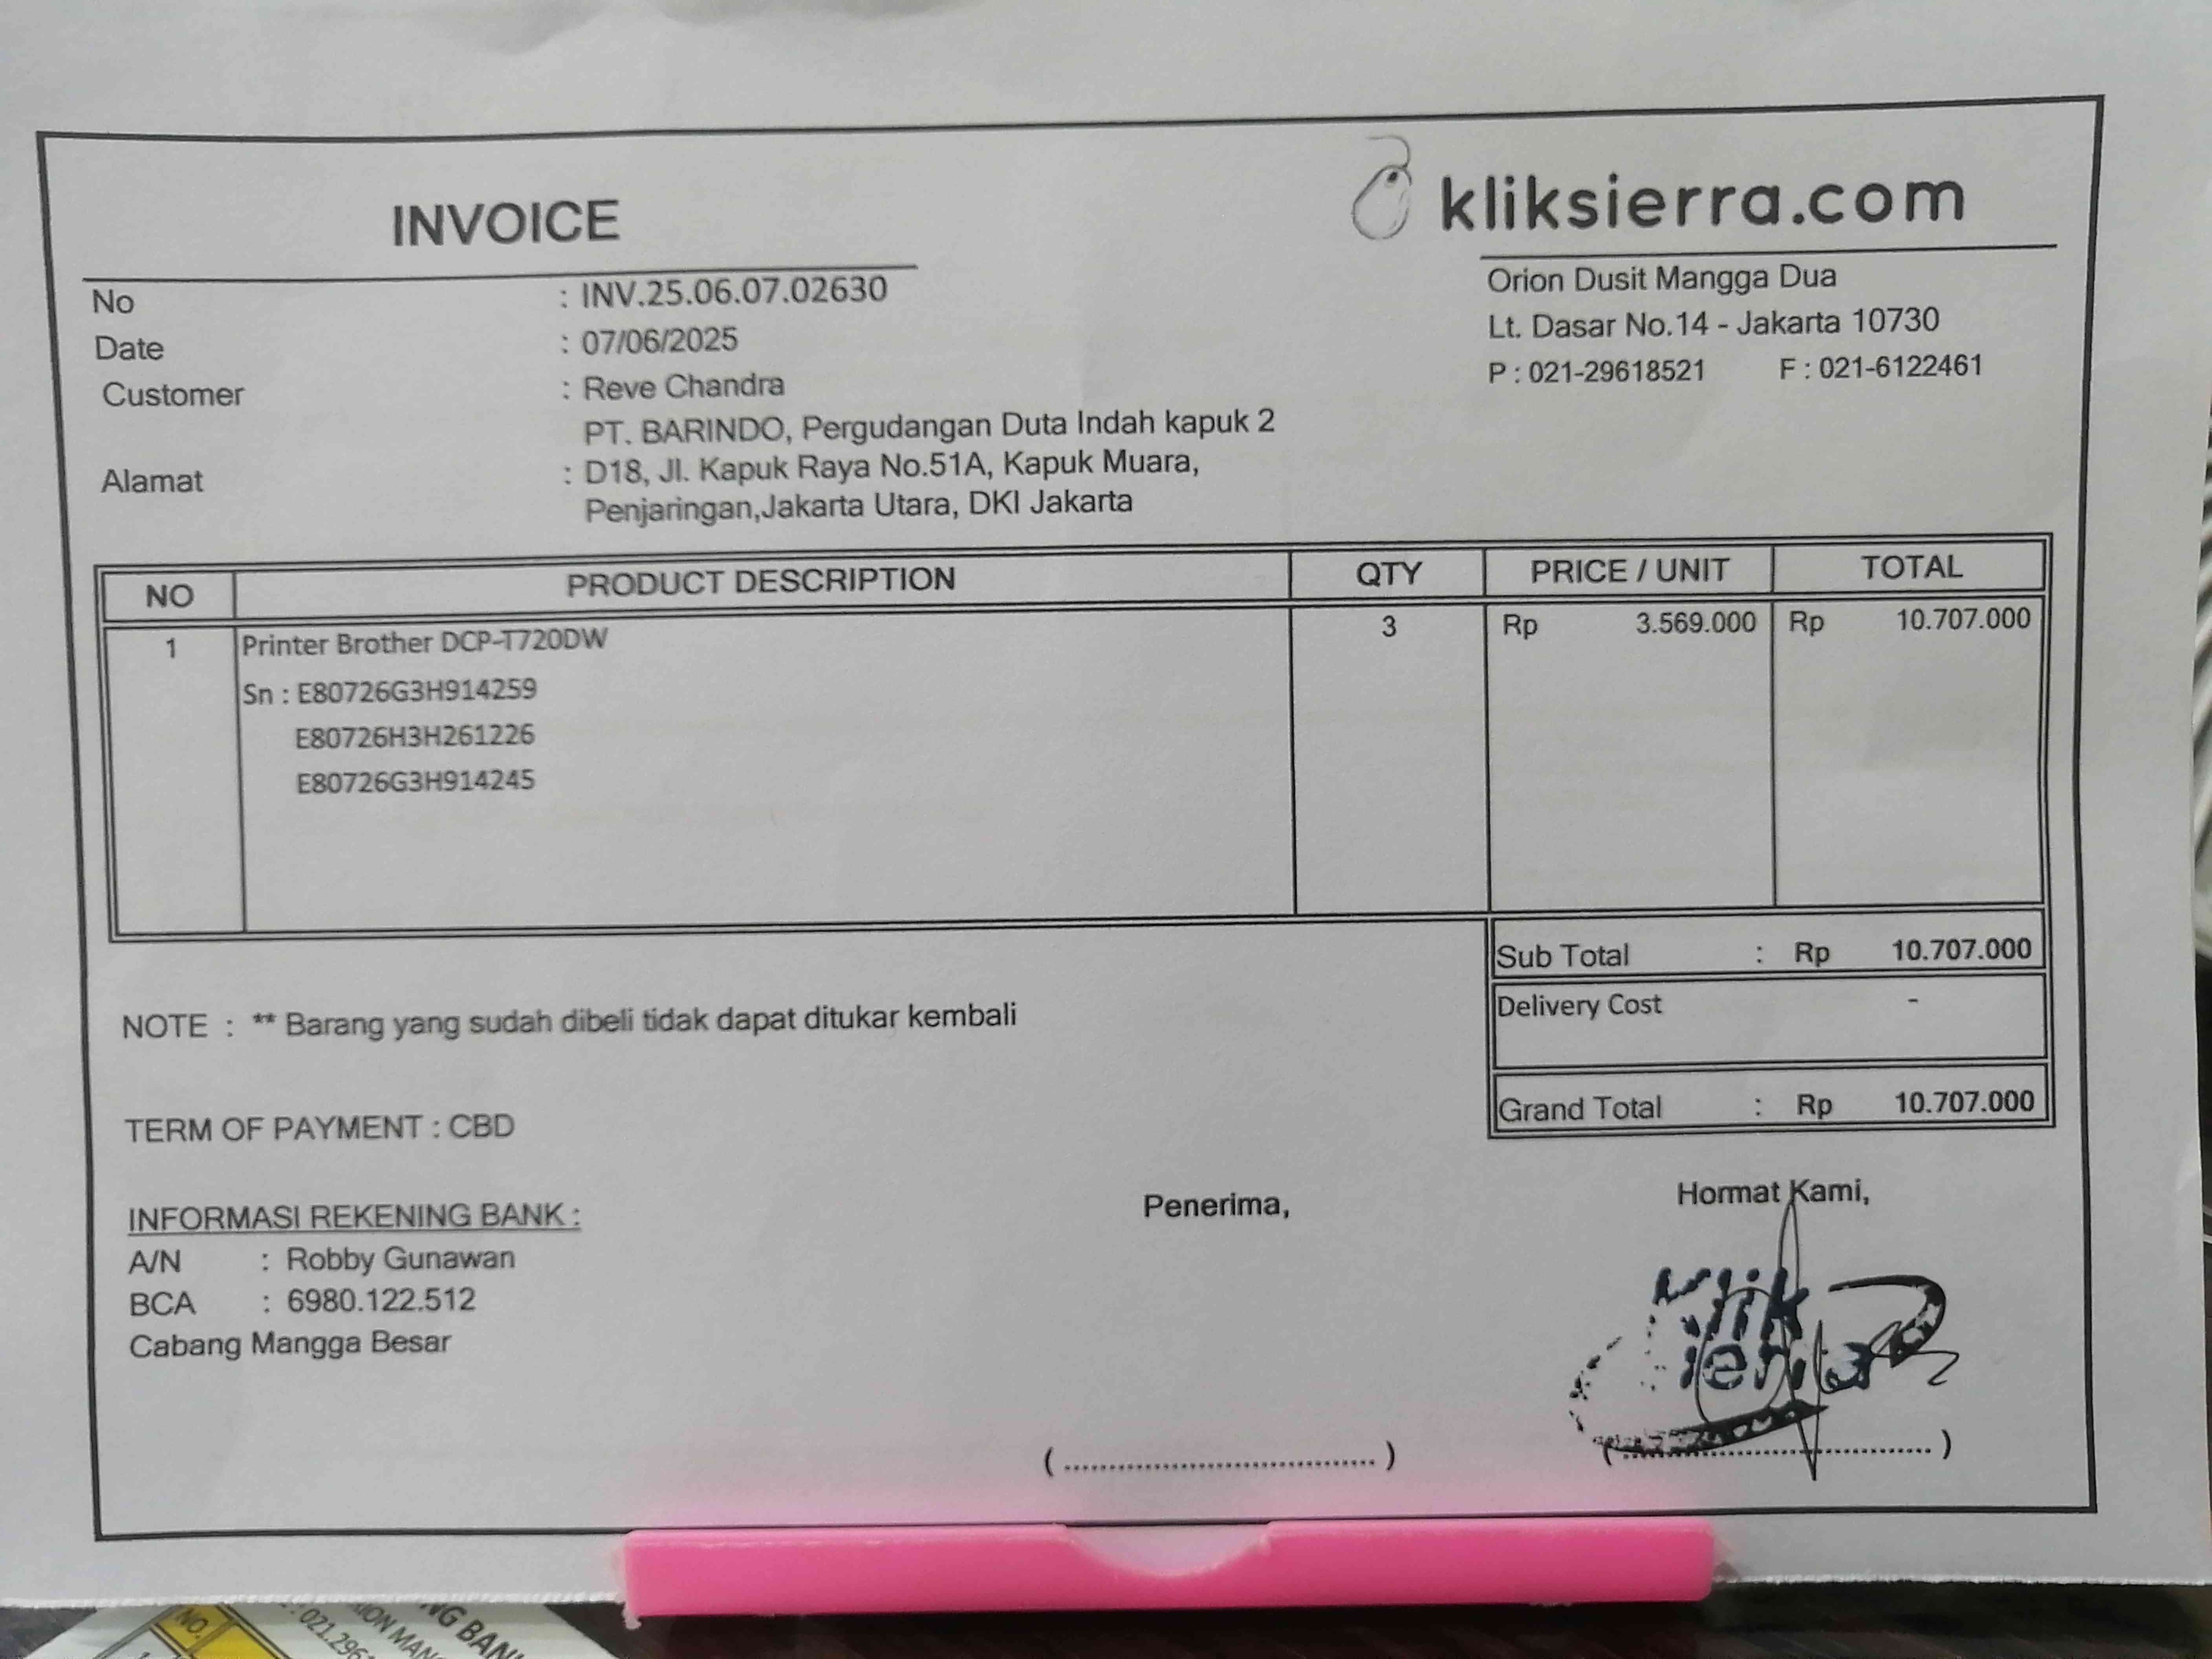 INVOICE
kliksierra.com
Orion Dusit Mangga Dua
Lt. Dasar No.14 - Jakarta 10730
P : 021-29618521 F : 021-6122461
No : INV.25.06.07.02630
Date : 07/06/2025
Customer : Reve Chandra
PT. BARINDO, Pergudangan Duta Indah kapuk 2
Alamat : D18, Jl. Kapuk Raya No.51A, Kapuk Muara,
Penjaringan,Jakarta Utara, DKI Jakarta
NO PRODUCT DESCRIPTION QTY PRICE / UNIT TOTAL
1 Printer Brother DCP-T720DW 3 Rp 3.569.000 Rp 10.707.000
Sn : E80726G3H914259
E80726H3H261226
E80726G3H914245
Sub Total : Rp 10.707.000
Delivery Cost -
Grand Total : Rp 10.707.000
NOTE : ** Barang yang sudah dibeli tidak dapat ditukar kembali
TERM OF PAYMENT : CBD
INFORMASI REKENING BANK :
A/N : Robby Gunawan
BCA : 6980.122.512
Cabang Mangga Besar
Penerima,
Hormat Kami,
( .................................. )
( .................................. )
NO.